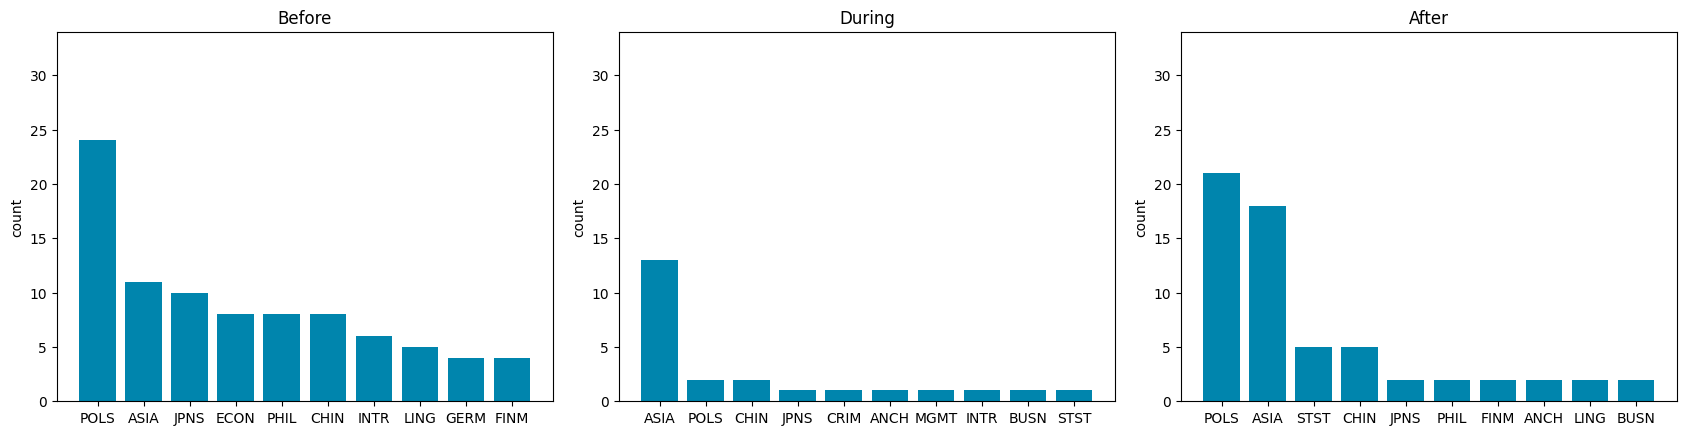 Before
30
25
20
15
10
5
0
count
POLS ASIA JPNS ECON PHIL CHIN INTR LING GERM FINM
During
30
25
20
15
10
5
0
count
ASIA POLS CHIN JPNS CRIM ANCH MGMT INTR BUSN STST
After
30
25
20
15
10
5
0
count
POLS ASIA STST CHIN JPNS PHIL FINM ANCH LING BUSN